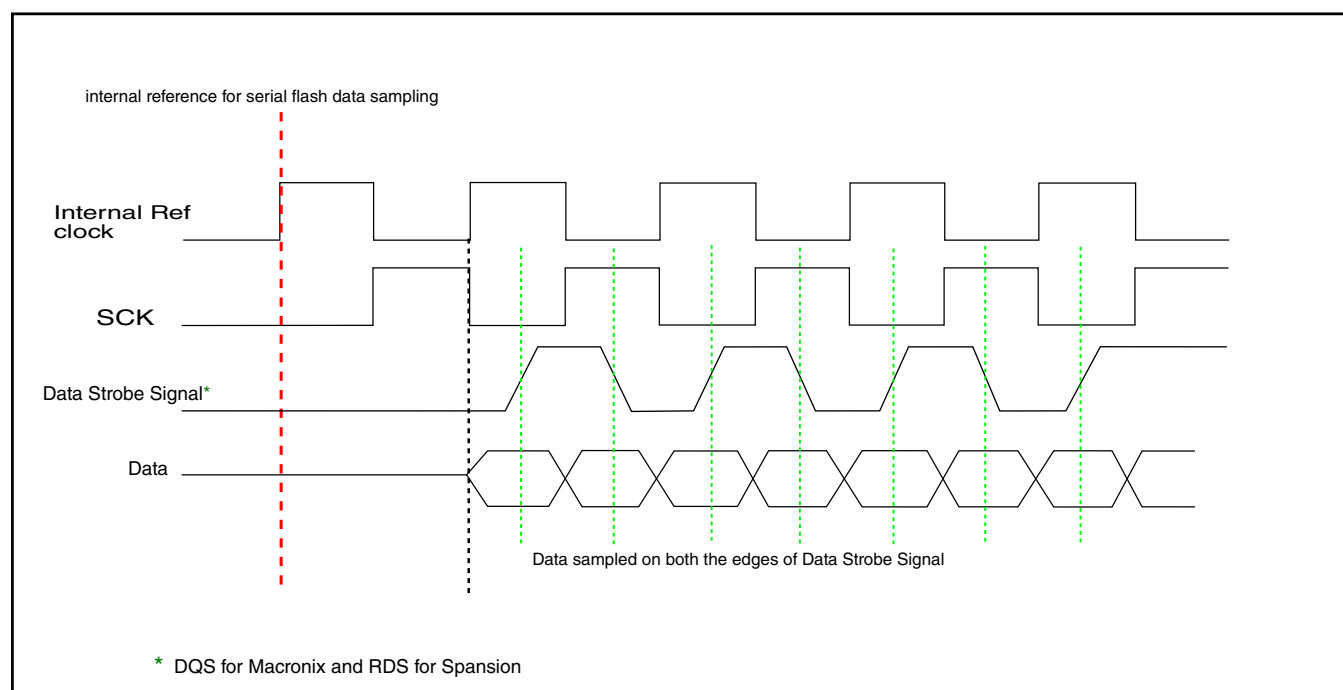 internal reference for serial flash data sampling
Internal Ref
clock
SCK
Data Strobe Signal*
Data
Data sampled on both the edges of Data Strobe Signal
* DQS for Macronix and RDS for Spansion